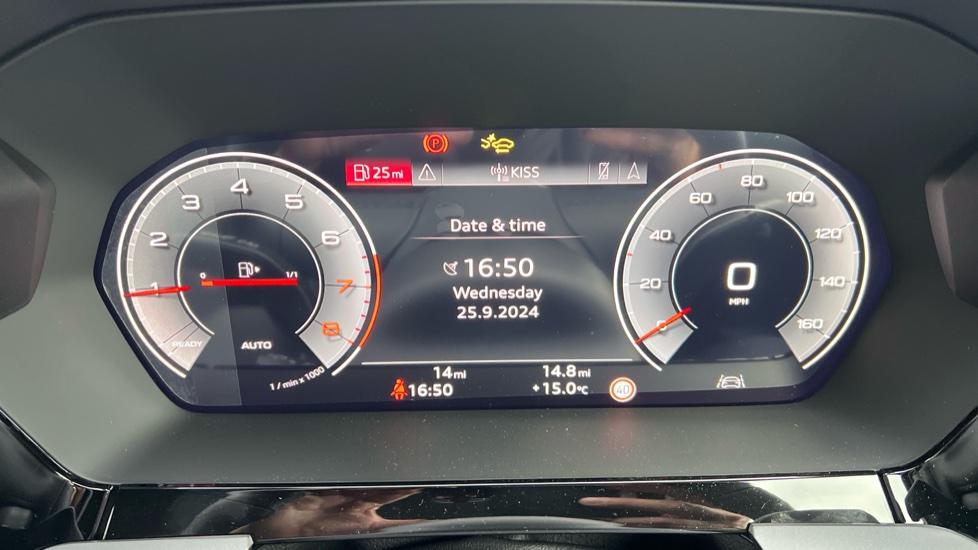 P
25 mi KISS
Date & time
16:50
Wednesday
25.9.2024
14 mi 14.8 mi
16:50 +15.0°C 40
1 2 3 4 5 6 7 8
0 1/1
READY AUTO
1 / min x 1000
0 20 40 60 80 100 120 140 160
0
MPH